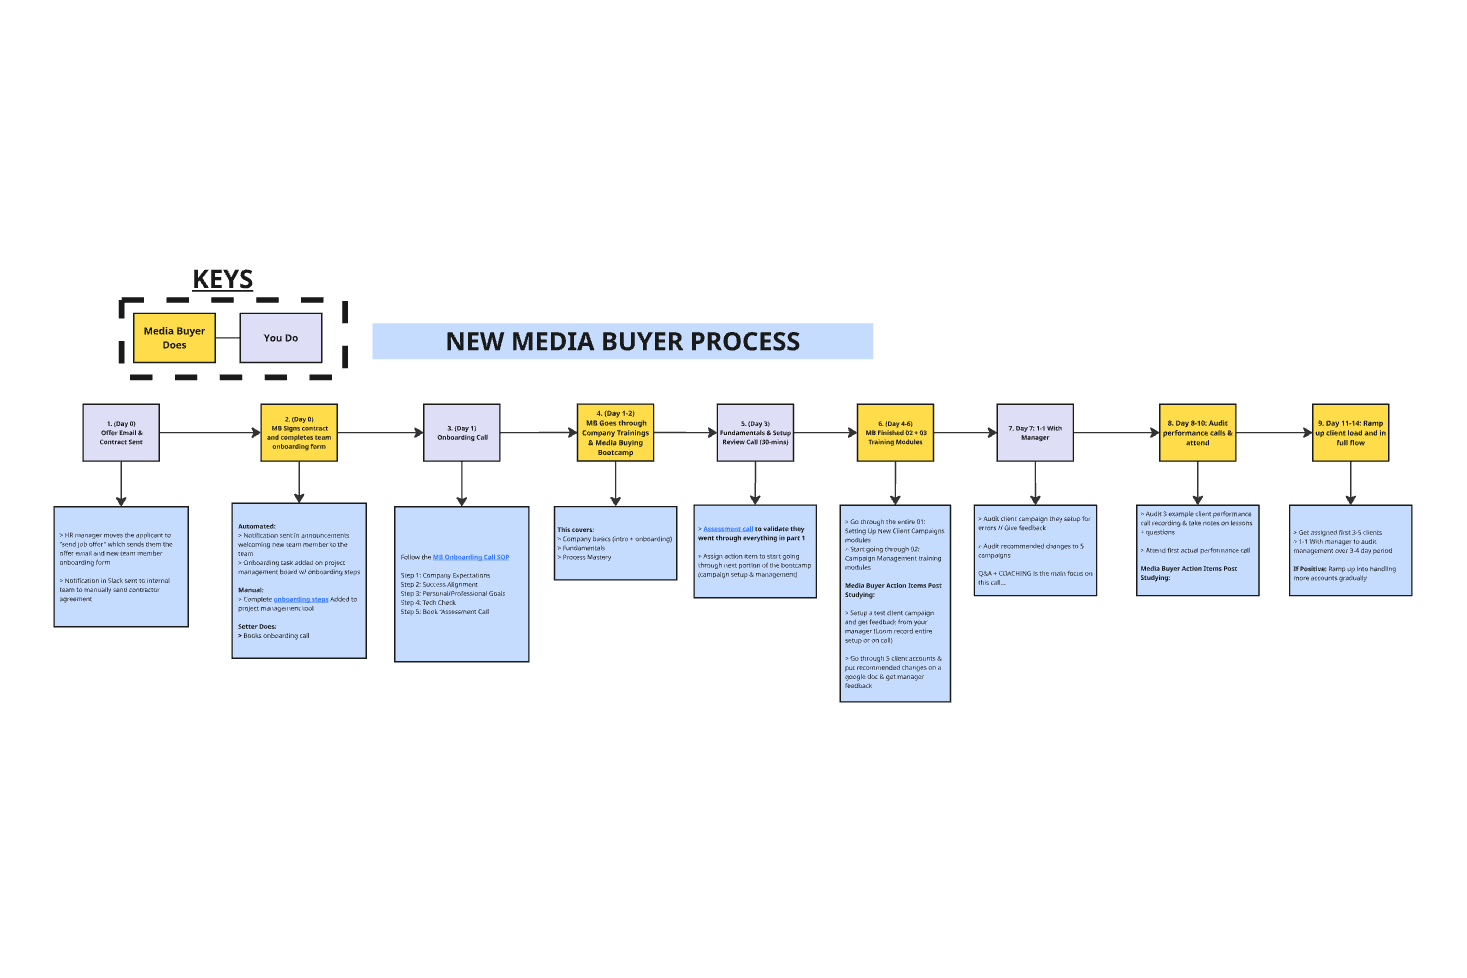 KEYS
Media Buyer
Does
You Do
NEW MEDIA BUYER PROCESS
1. (Day 0)
Offer Email &
Contract Sent
2. (Day 0)
MB Signs contract
and completes team
onboarding form
3. (Day 1)
Onboarding Call
4. (Day 1-2)
MB Goes through
Company Trainings
& Media Buying
Bootcamp
5. (Day 3)
Fundamentals & Setup
Review Call (30-mins)
6. (Day 4-6)
MB Finished 02 + 03
Training Modules
7. Day 7: 1-1 With
Manager
8. Day 8-10: Audit
performance calls &
attend
9. Day 11-14: Ramp
up client load and in
full flow
> HR manager moves the applicant to
"send job offer" which sends them the
offer email and new team member
onboarding form
> Notification in Slack sent to internal
team to manually send contractor
agreement
Automated:
> Notification sent in announcements
welcoming new team member to the
team
> Onboarding task added on project
management board w/ onboarding steps
Manual:
> Complete onboarding steps Added to
project management tool
Setter Does:
> Books onboarding call
Follow the MB Onboarding Call SOP
Step 1: Company Expectations
Step 2: Success Alignment
Step 3: Personal/Professional Goals
Step 4: Tech Check
Step 5: Book "Assessment Call
This covers:
> Company basics (intro + onboarding)
> Fundamentals
> Process Mastery
> Assessment call to validate they
went through everything in part 1
> Assign action item to start going
through next portion of the bootcamp
(campaign setup & management)
> Go through the entire 01:
Setting Up New Client Campaigns
modules
> Start going through 02:
Campaign Management training
modules
Media Buyer Action Items Post
Studying:
> Setup a test client campaign
and get feedback from your
manager (Loom record entire
setup or on call)
> Go through 5 client accounts &
put recommended changes on a
google doc & get manager
feedback
> Audit client campaign they setup for
errors // Give feedback
> Audit recommended changes to 5
campaigns
Q&A + COACHING is the main focus on
this call...
> Audit 3 example client performance
call recording & take notes on lessons
+ questions
> Attend first actual performance call
Media Buyer Action Items Post
Studying:
> Get assigned first 3-5 clients
> 1-1 With manager to audit
management over 3-4 day period
If Positive: Ramp up into handling
more accounts gradually